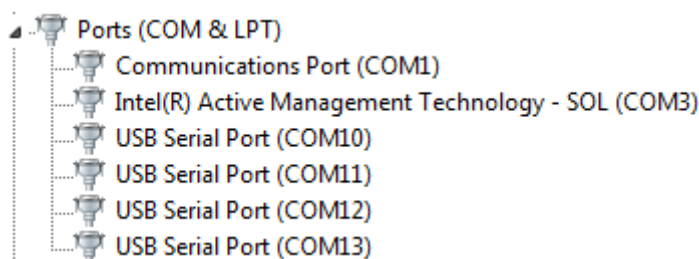 Ports (COM & LPT)
Communications Port (COM1)
Intel(R) Active Management Technology - SOL (COM3)
USB Serial Port (COM10)
USB Serial Port (COM11)
USB Serial Port (COM12)
USB Serial Port (COM13)